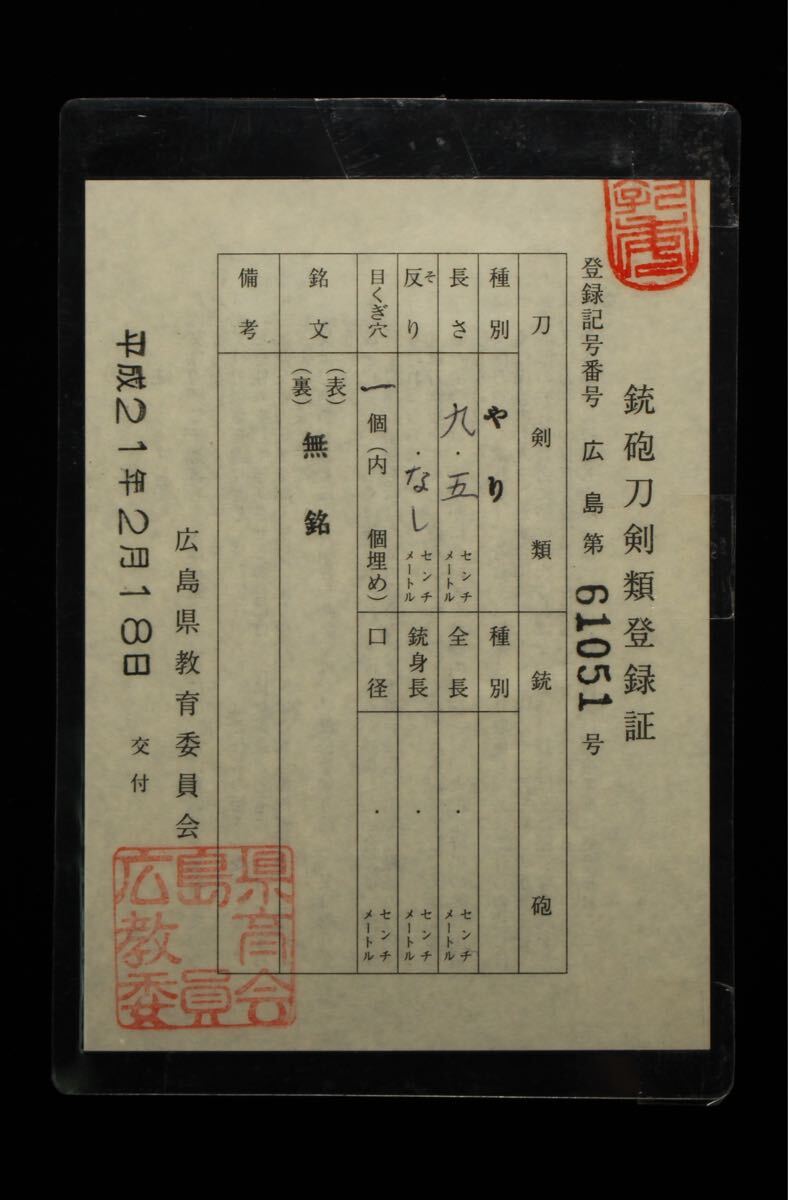 銃砲刀剣類登録証
登録記号番号 広島第 61051 号
刀剣類 銃砲
種別 やり 種別
長さ 九・五 センチメートル 全長 ・ センチメートル
反り そ ・なし センチメートル 銃身長 ・ センチメートル
目くぎ穴 一個(内 個埋め) 口径 ・ センチメートル
銘文 (表) 無銘
(裏)
備考
広島県教育委員会
平成21年2月18日 交付
広島県
教育
委員会